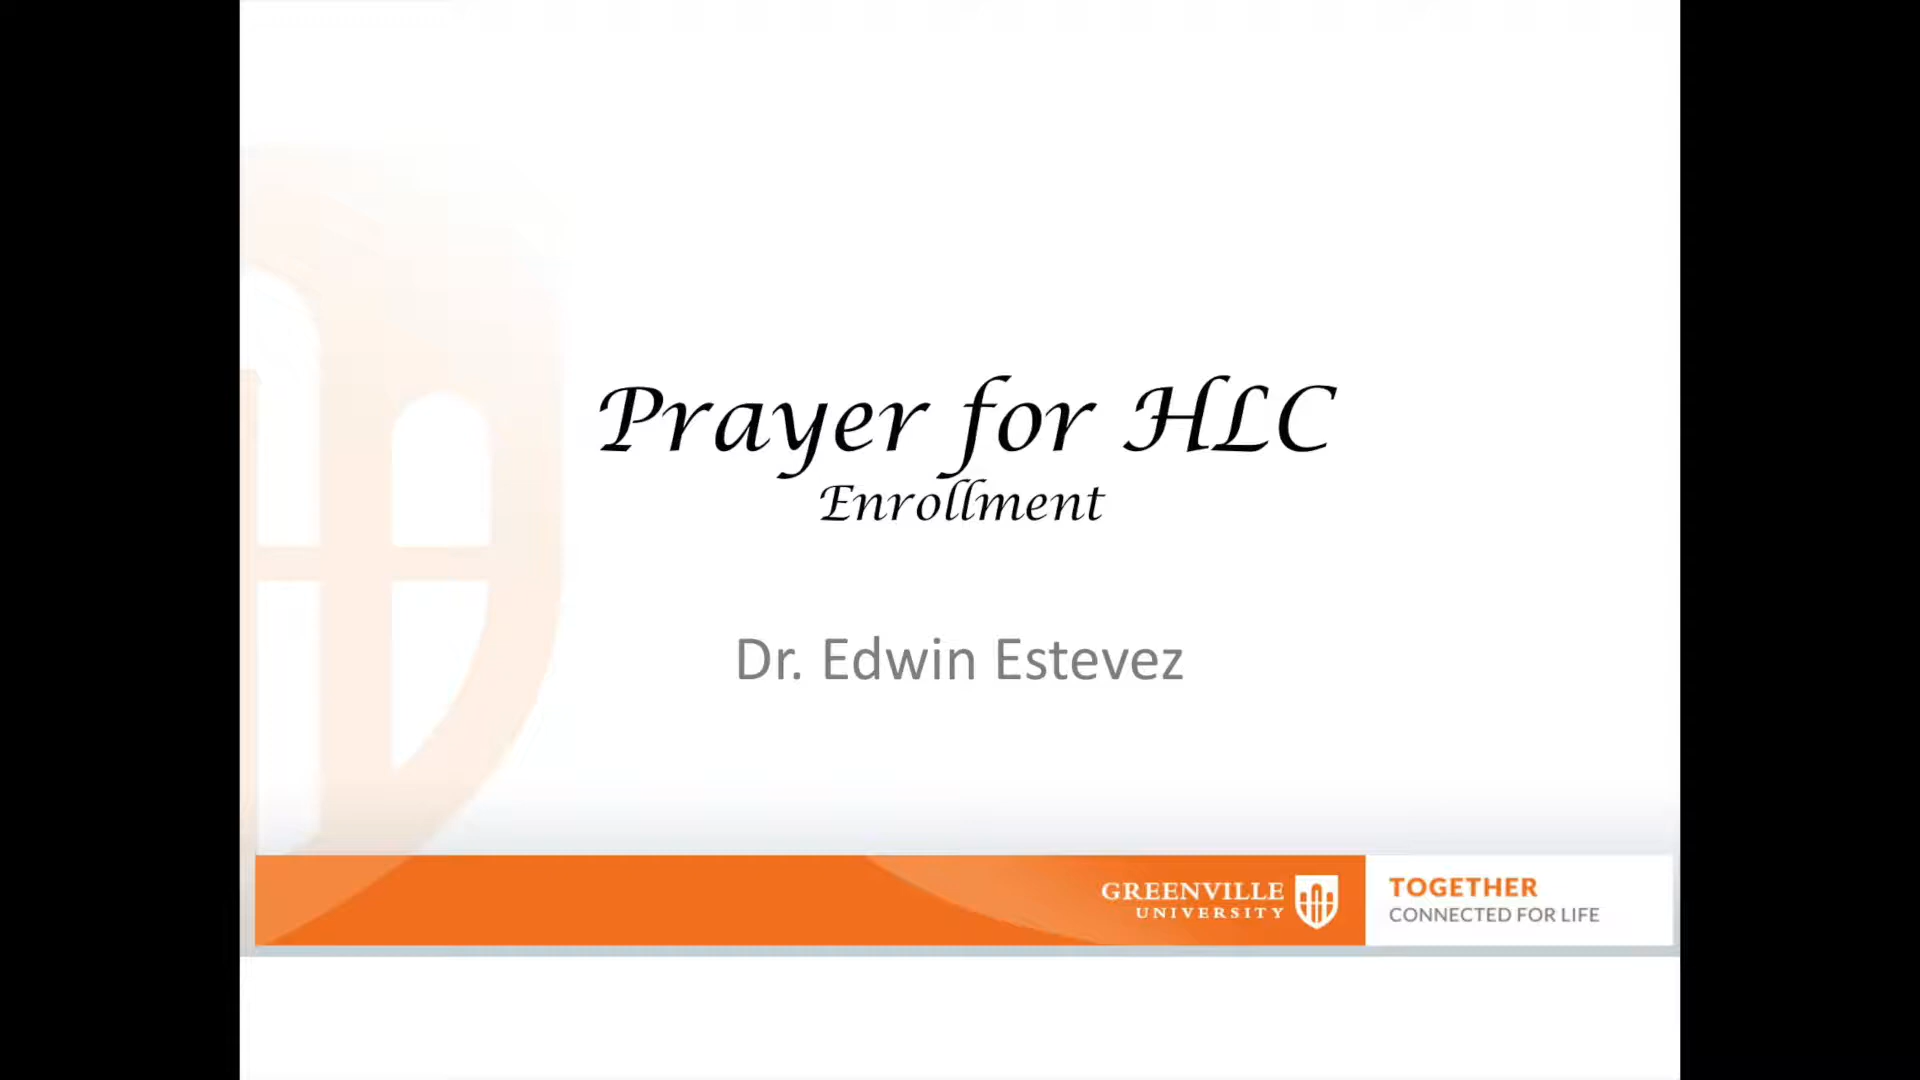 Prayer for HLC
Enrollment
Dr. Edwin Estevez
GREENVILLE
UNIVERSITY
TOGETHER
CONNECTED FOR LIFE